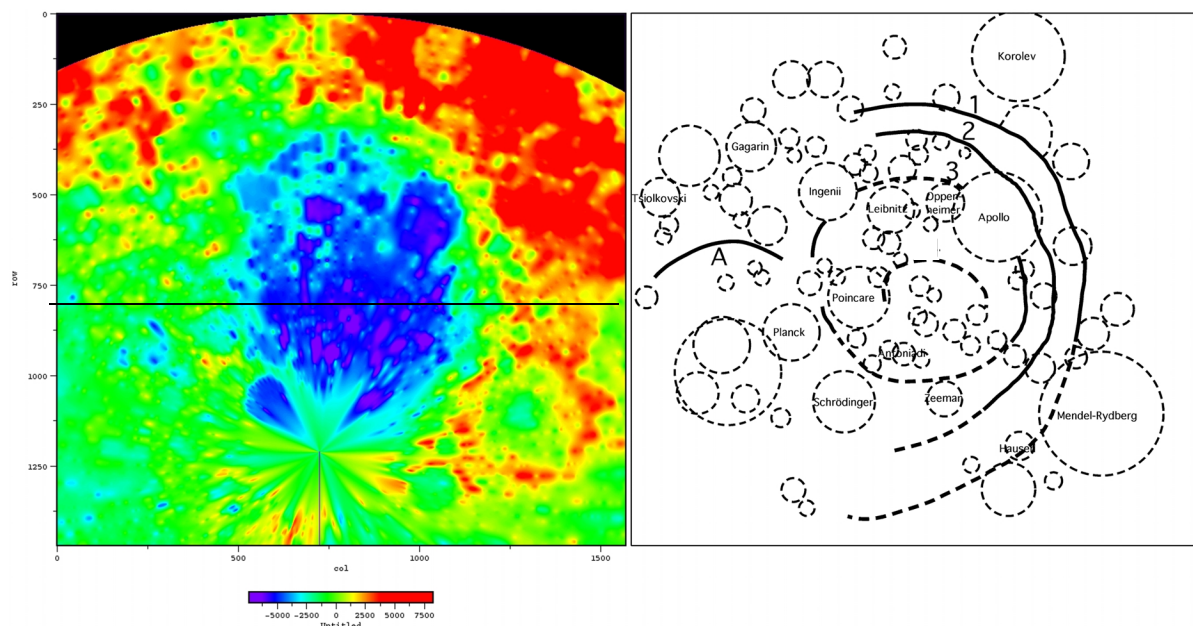 0
250
500
750
1000
1250
row
0
500
1000
1500
col
-5000
-2500
0
2500
5000
7500
Untitled
Korolev
1
2
Gagarin
3
Tsiolkovski
Ingenii
Leibnitz
Oppen-
heimer
Apollo
A
Poincare
Planck
Antoniadi
Schrödinger
Zeeman
Mendel-Rydberg
Hausen